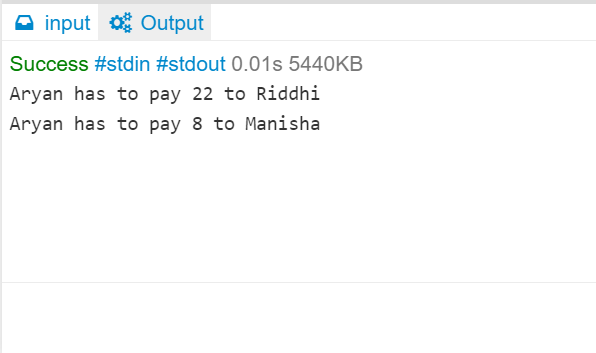 input Output
Success #stdin #stdout 0.01s 5440KB
Aryan has to pay 22 to Riddhi
Aryan has to pay 8 to Manisha